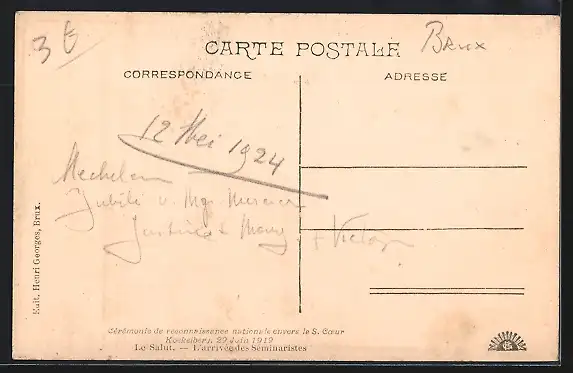 3 €
CARTE POSTALE
Brux
CORRESPONDANCE
ADRESSE
12 Mei 1924
Mechelen
Jubilé v. Mgr Mercier
+ Victor
Edit. Henri Georges, Brux.
Cérémonie de reconnaissance nationale envers le S. Cœur
Koekelberg, 29 Juin 1919
Le Salut. — L'arrivée des Séminaristes